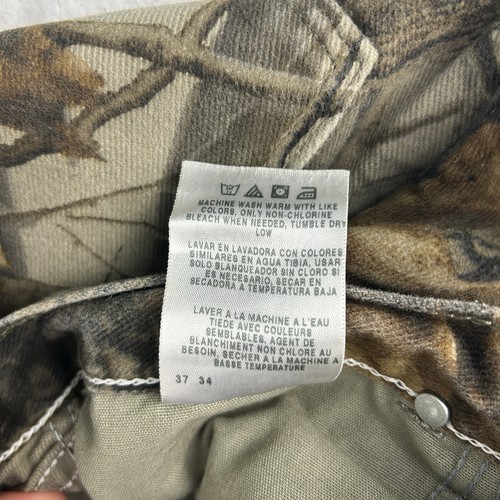 MACHINE WASH WARM WITH LIKE
COLORS, ONLY NON-CHLORINE
BLEACH WHEN NEEDED, TUMBLE DRY
LOW
LAVAR EN LAVADORA CON COLORES
SIMILARES EN AGUA TIBIA, USAR
SOLO BLANQUEADOR SIN CLORO SI
ES NECESARIO, SECAR EN
SECADORA A TEMPERATURA BAJA
LAVER A LA MACHINE A L'EAU
TIEDE AVEC COULEURS
SEMBLABLES, AGENT DE
BLANCHIMENT NON CHLORE AU
BESOIN, SECHER A LA MACHINE A
BASSE TEMPERATURE
37 34